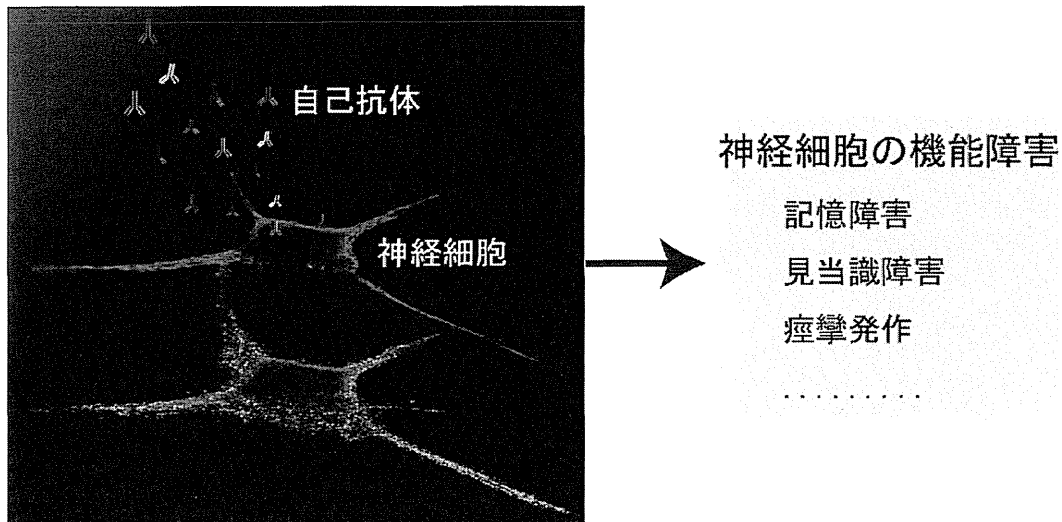 自己抗体
神経細胞
神経細胞の機能障害
記憶障害
見当識障害
痙攣発作
.........